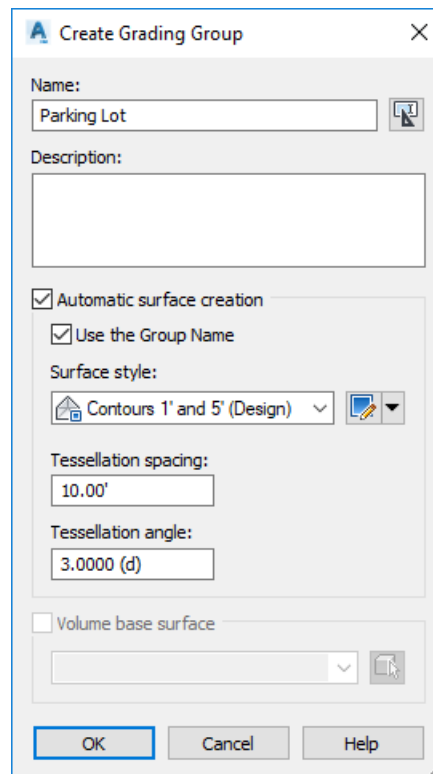 Create Grading Group
Name:
Parking Lot
Description:
Automatic surface creation
Use the Group Name
Surface style:
Contours 1' and 5' (Design)
Tessellation spacing:
10.00'
Tessellation angle:
3.0000 (d)
Volume base surface
OK Cancel Help